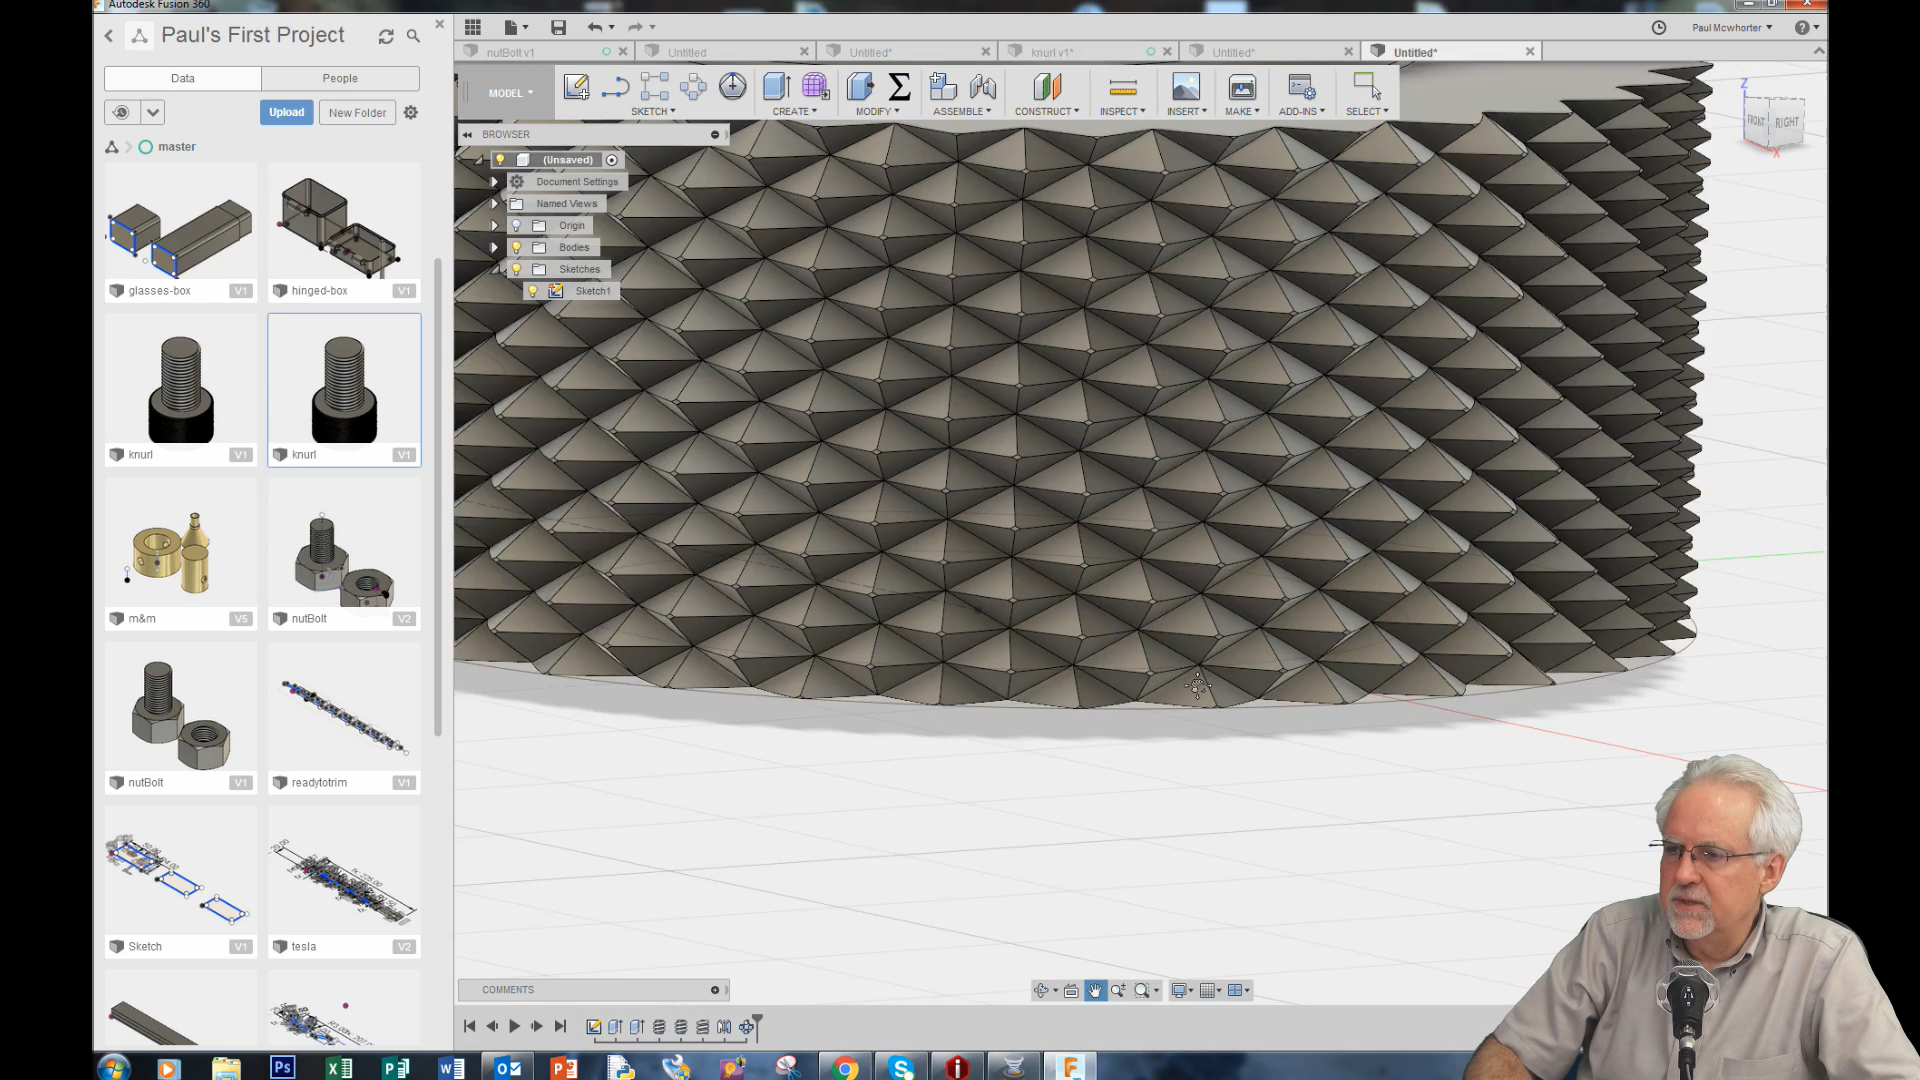 Autodesk Fusion 360
Paul's First Project
Data
People
Upload
New Folder
master
glasses-box V1
hinged-box V1
knurl V1
knurl V1
m&m V5
nutBolt V2
nutBolt V1
readytotrim V1
Sketch V1
tesla V2
nutBolt v1
Untitled
Untitled*
knurl v1*
Untitled*
Untitled*
Paul Mcwhorter
MODEL
SKETCH
CREATE
MODIFY
ASSEMBLE
CONSTRUCT
INSPECT
INSERT
MAKE
ADD-INS
SELECT
BROWSER
(Unsaved)
Document Settings
Named Views
Origin
Bodies
Sketches
Sketch1
Z
FRONT
RIGHT
X
COMMENTS
Ps